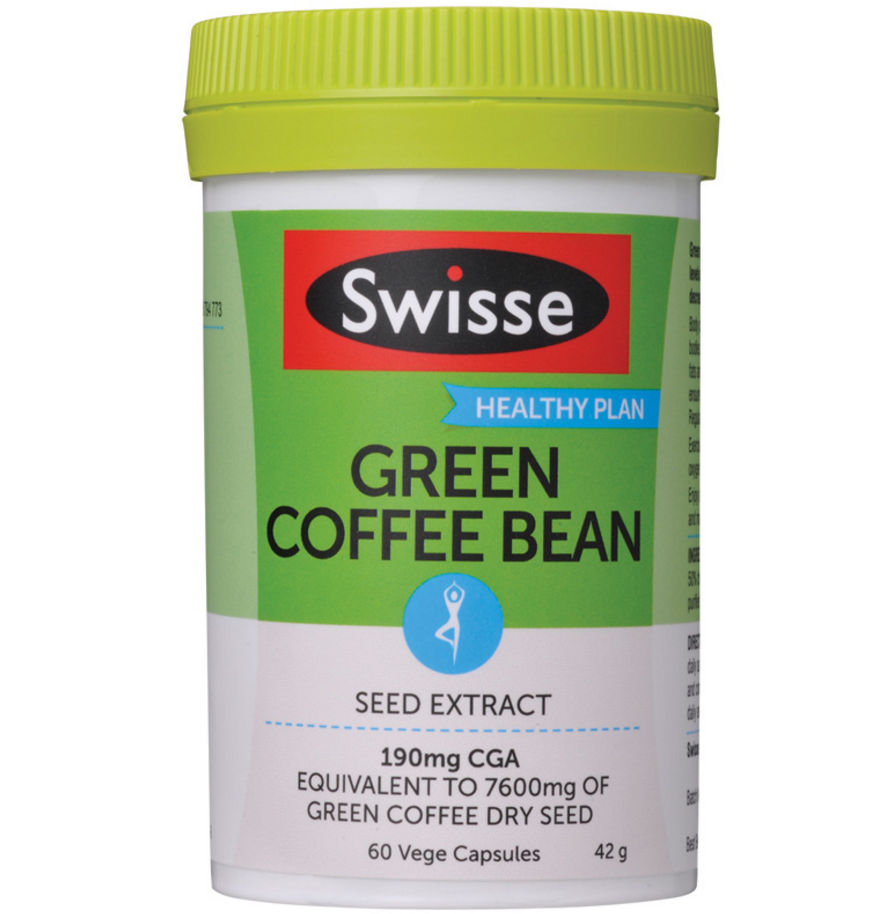 Swisse
HEALTHY PLAN
GREEN
COFFEE BEAN
SEED EXTRACT
190mg CGA
EQUIVALENT TO 7600mg OF
GREEN COFFEE DRY SEED
60 Vege Capsules 42 g